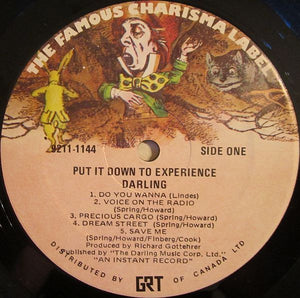 THE FAMOUS CHARISMA LABEL
9211-1144
SIDE ONE
PUT IT DOWN TO EXPERIENCE
DARLING
1. DO YOU WANNA (Lindes)
2. VOICE ON THE RADIO
(Spring/Howard)
3. PRECIOUS CARGO (Spring/Howard)
4. DREAM STREET (Spring/Howard)
5. SAVE ME
(Spring/Howard/Finberg/Cook)
Produced by Richard Gottehrer
Published by "The Darling Music Corp. Ltd.,"
"AN INSTANT RECORD"
DISTRIBUTED BY GRT OF CANADA LTD